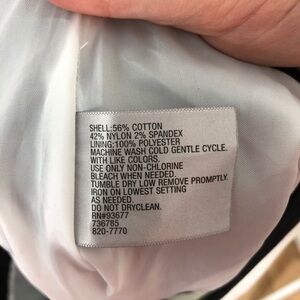 SHELL:56% COTTON
42% NYLON 2% SPANDEX
LINING:100% POLYESTER
MACHINE WASH COLD GENTLE CYCLE.
WITH LIKE COLORS.
USE ONLY NON-CHLORINE
BLEACH WHEN NEEDED.
TUMBLE DRY LOW REMOVE PROMPTLY.
IRON ON LOWEST SETTING
AS NEEDED.
DO NOT DRYCLEAN.
RN#93677
736785
820-7770